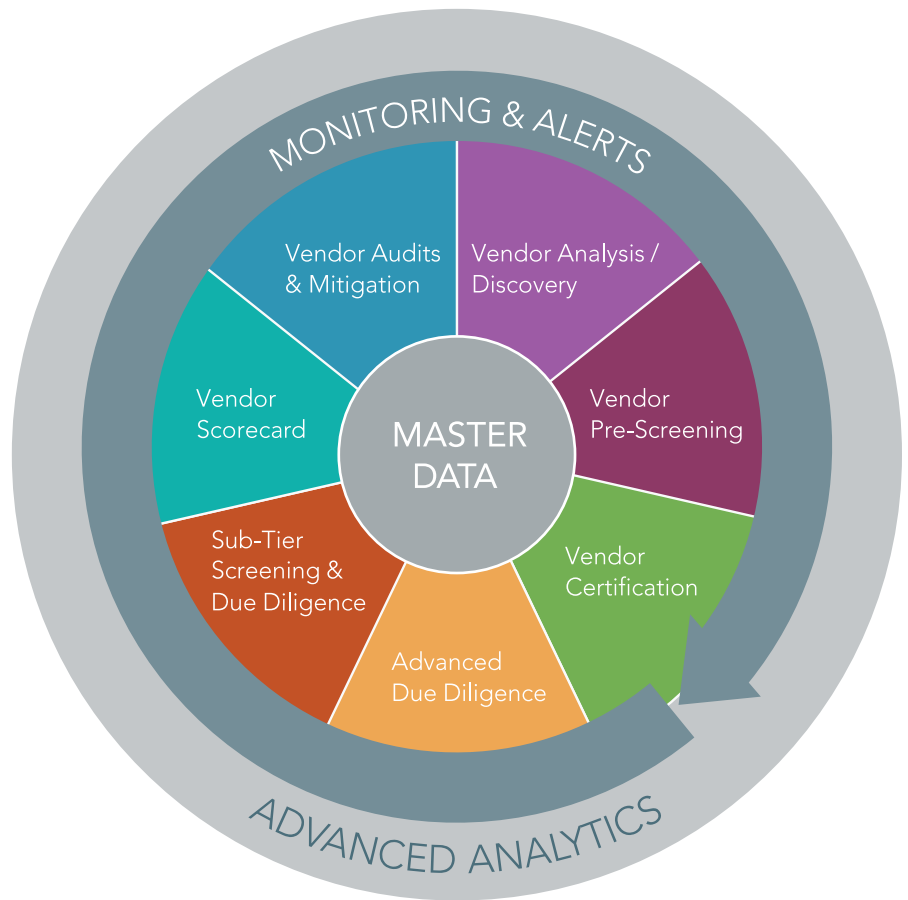 MONITORING & ALERTS
Vendor Audits
& Mitigation
Vendor Analysis /
Discovery
Vendor
Scorecard
MASTER
DATA
Vendor
Pre-Screening
Sub-Tier
Screening &
Due Diligence
Vendor
Certification
Advanced
Due Diligence
ADVANCED ANALYTICS